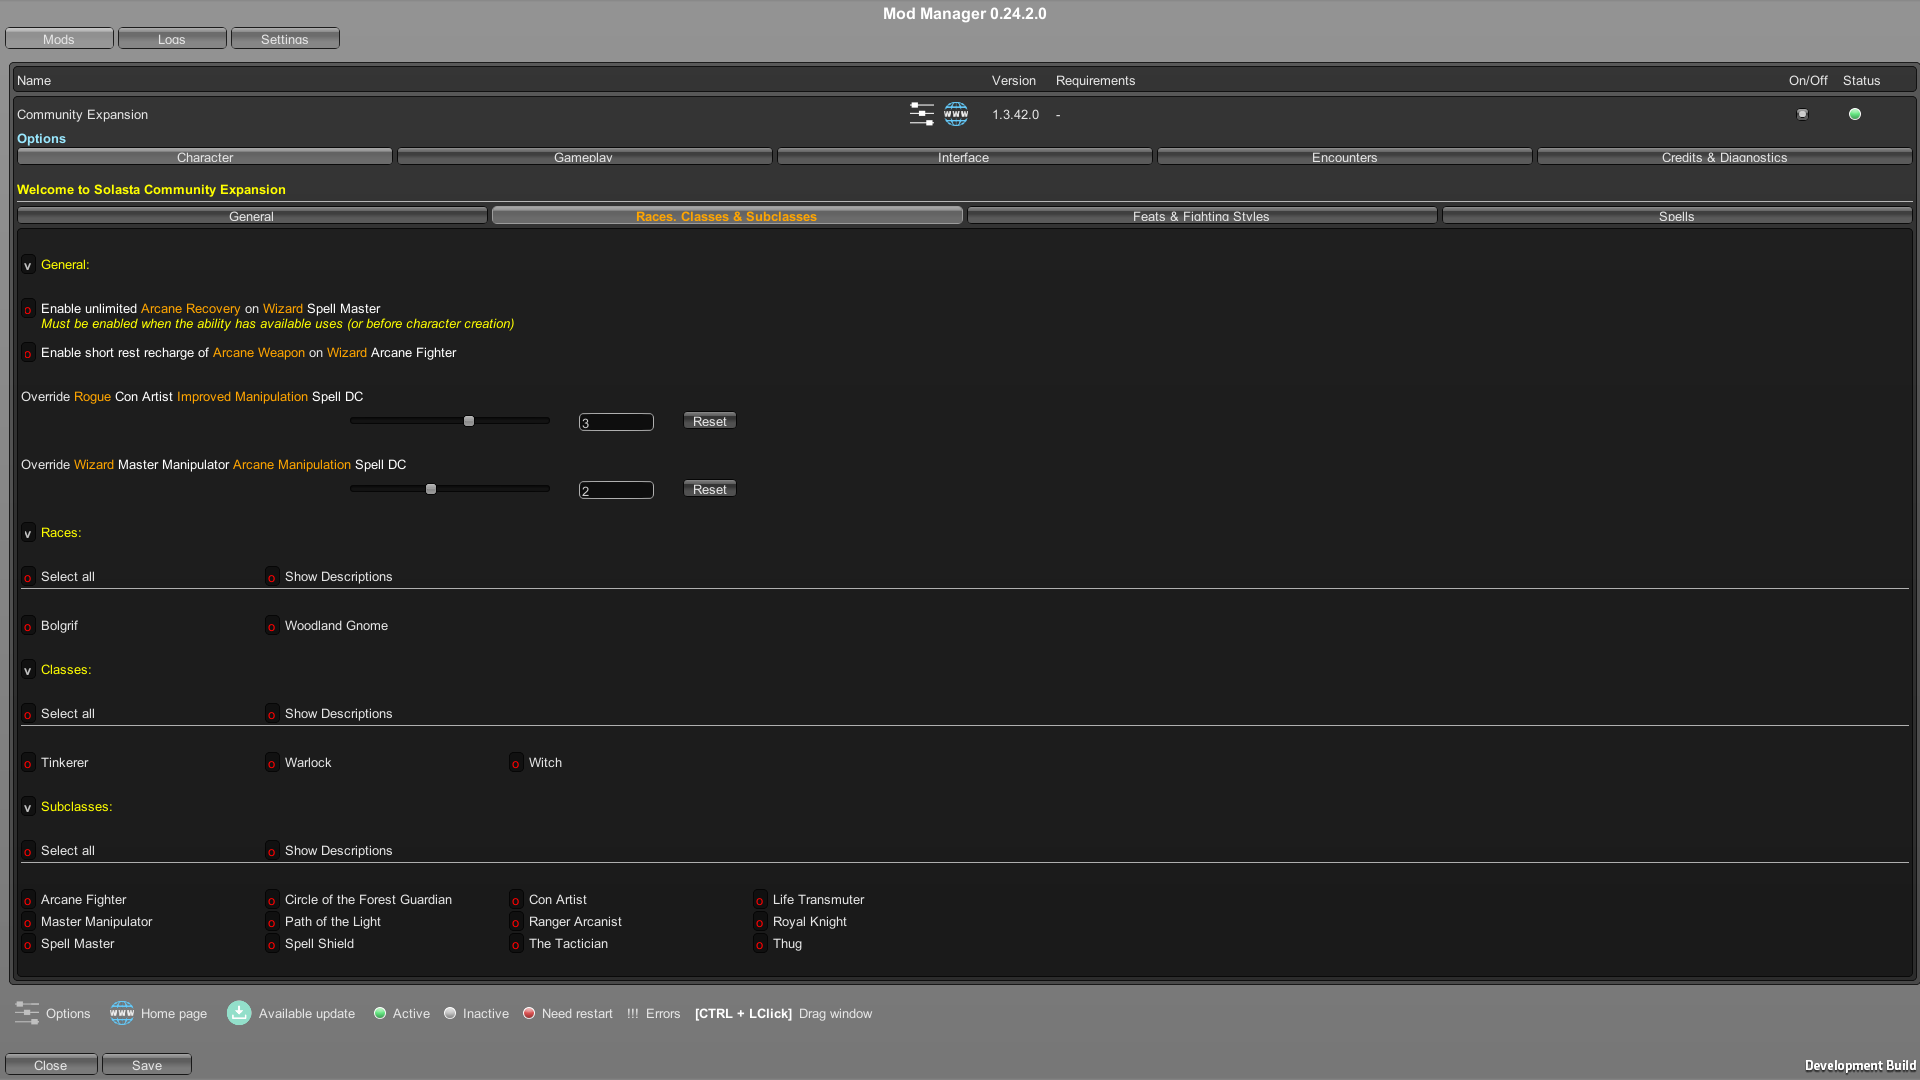 Mod Manager 0.24.2.0
Mods Logs Settings
Name Version Requirements On/Off Status
Community Expansion www 1.3.42.0 -
Options
Character Gameplay Interface Encounters Credits & Diagnostics
Welcome to Solasta Community Expansion
General Races, Classes & Subclasses Feats & Fighting Styles Spells
v General:
o Enable unlimited Arcane Recovery on Wizard Spell Master
Must be enabled when the ability has available uses (or before character creation)
o Enable short rest recharge of Arcane Weapon on Wizard Arcane Fighter
Override Rogue Con Artist Improved Manipulation Spell DC
3 Reset
Override Wizard Master Manipulator Arcane Manipulation Spell DC
2 Reset
v Races:
o Select all o Show Descriptions
o Bolgrif o Woodland Gnome
v Classes:
o Select all o Show Descriptions
o Tinkerer o Warlock o Witch
v Subclasses:
o Select all o Show Descriptions
o Arcane Fighter o Circle of the Forest Guardian o Con Artist o Life Transmuter
o Master Manipulator o Path of the Light o Ranger Arcanist o Royal Knight
o Spell Master o Spell Shield o The Tactician o Thug
Options www Home page Available update Active Inactive Need restart !!! Errors [CTRL + LClick] Drag window
Close Save Development Build